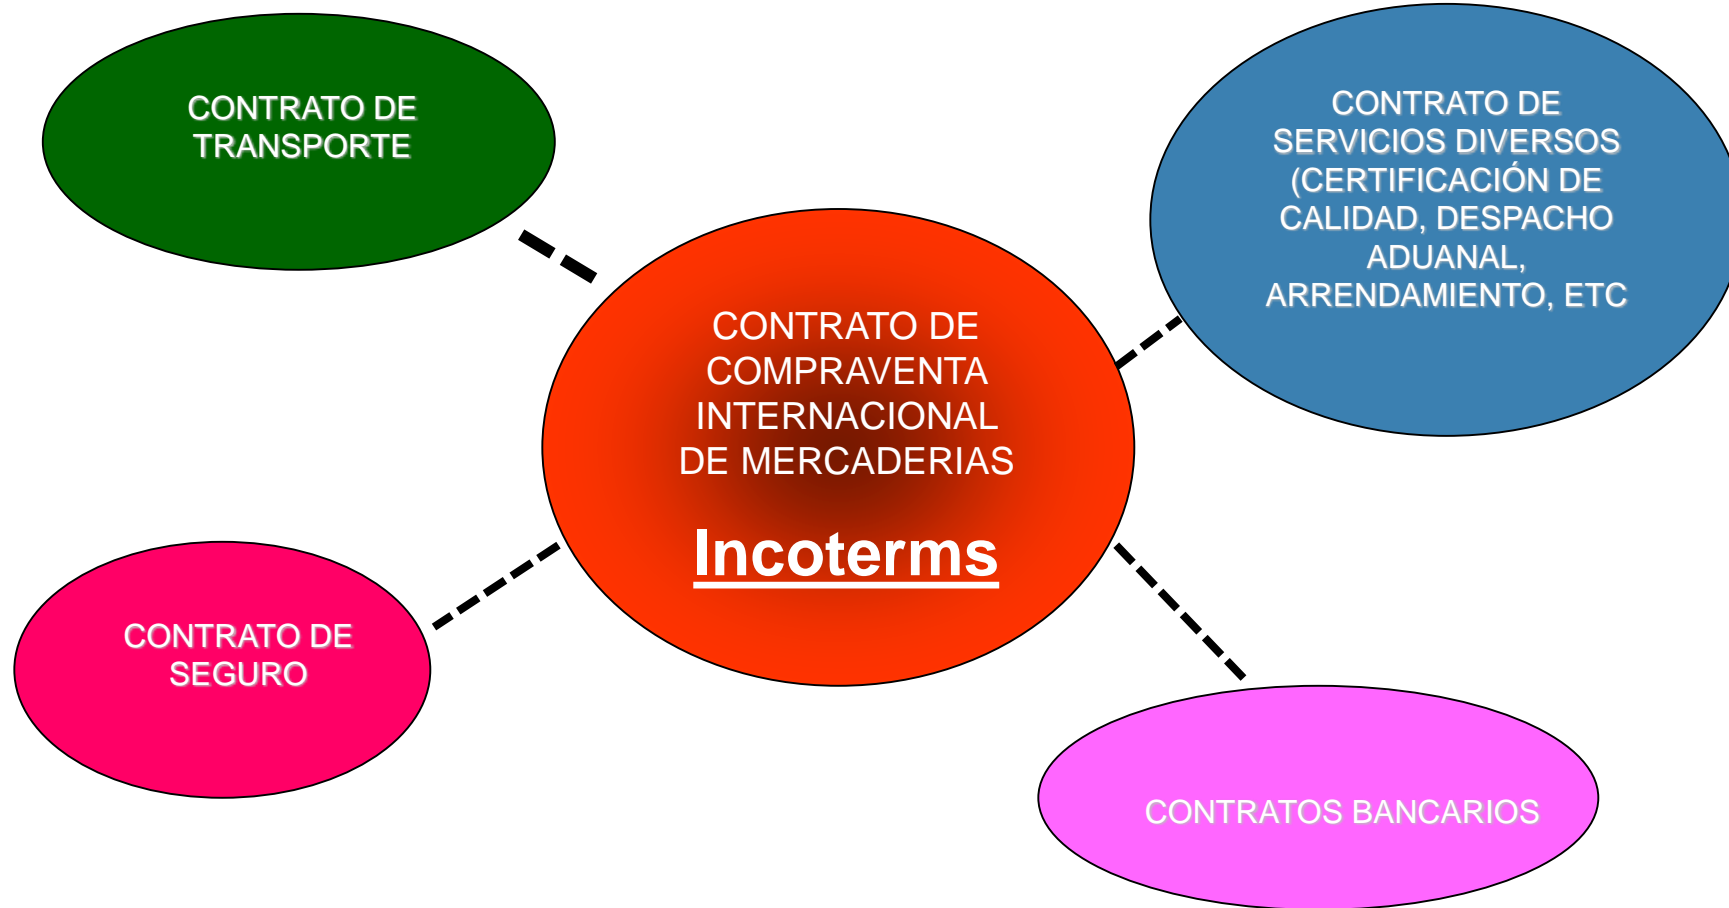 CONTRATO DE
TRANSPORTE
CONTRATO DE
SERVICIOS DIVERSOS
(CERTIFICACIÓN DE
CALIDAD, DESPACHO
ADUANAL,
ARRENDAMIENTO, ETC
CONTRATO DE
COMPRAVENTA
INTERNACIONAL
DE MERCADERIAS
Incoterms
CONTRATO DE
SEGURO
CONTRATOS BANCARIOS